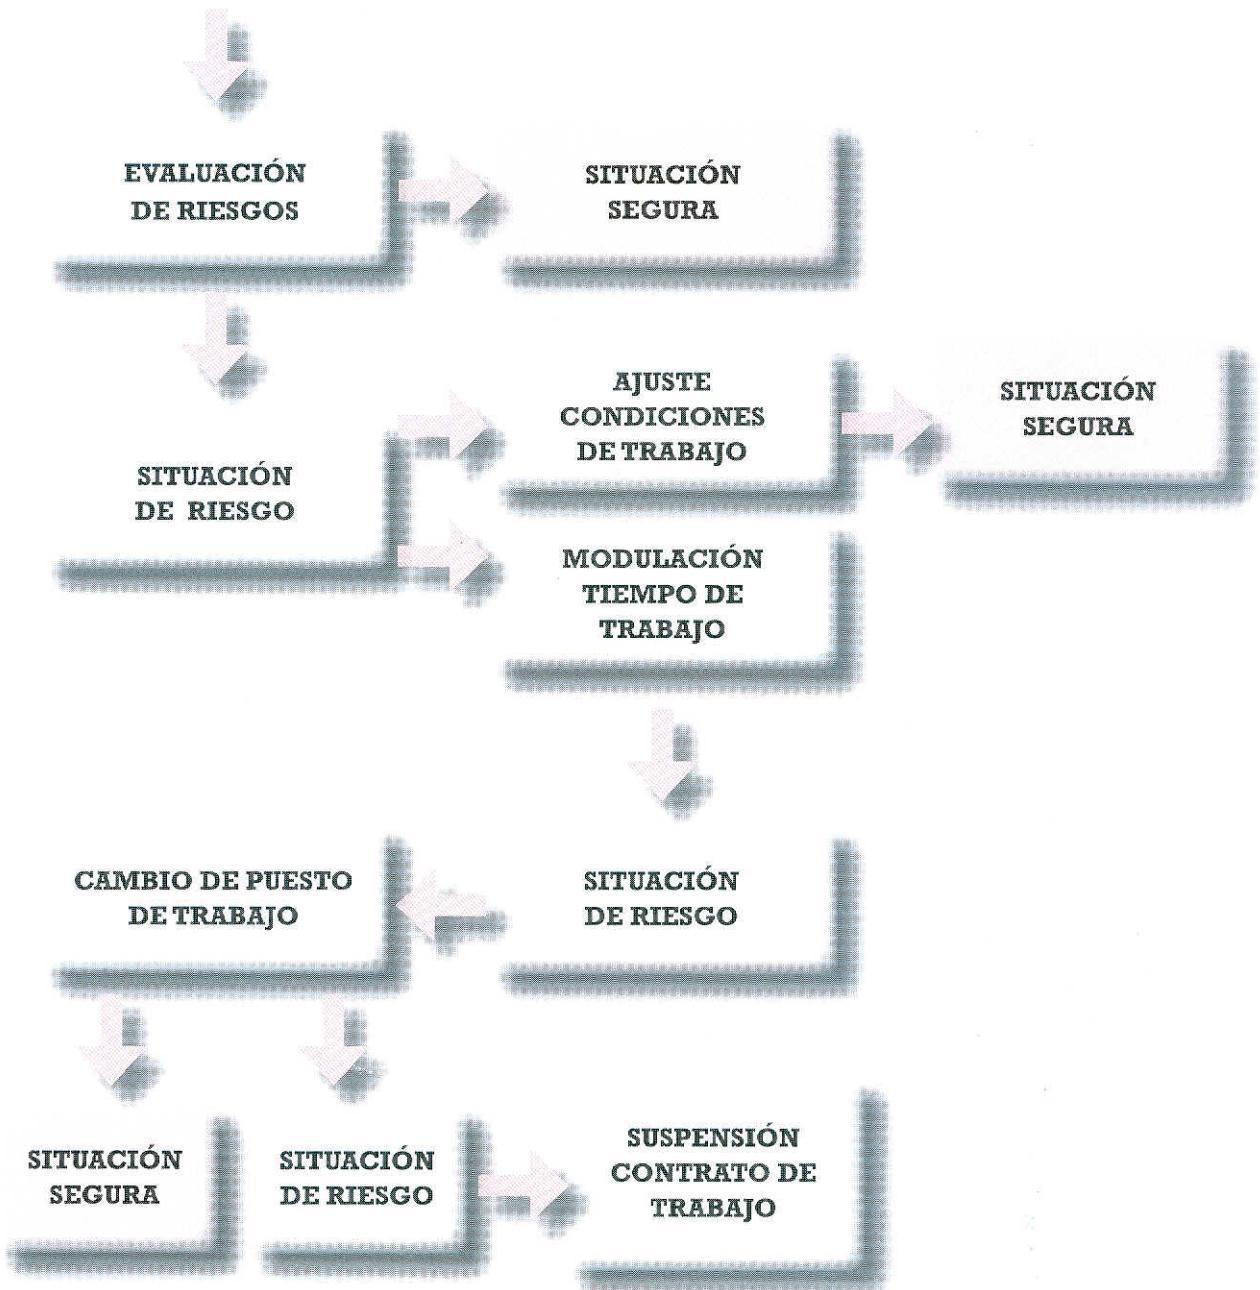 EVALUACIÓN
DE RIESGOS
SITUACIÓN
SEGURA
SITUACIÓN
DE RIESGO
AJUSTE
CONDICIONES
DE TRABAJO
SITUACIÓN
SEGURA
MODULACIÓN
TIEMPO DE
TRABAJO
SITUACIÓN
DE RIESGO
CAMBIO DE PUESTO
DE TRABAJO
SITUACIÓN
SEGURA
SITUACIÓN
DE RIESGO
SUSPENSIÓN
CONTRATO DE
TRABAJO